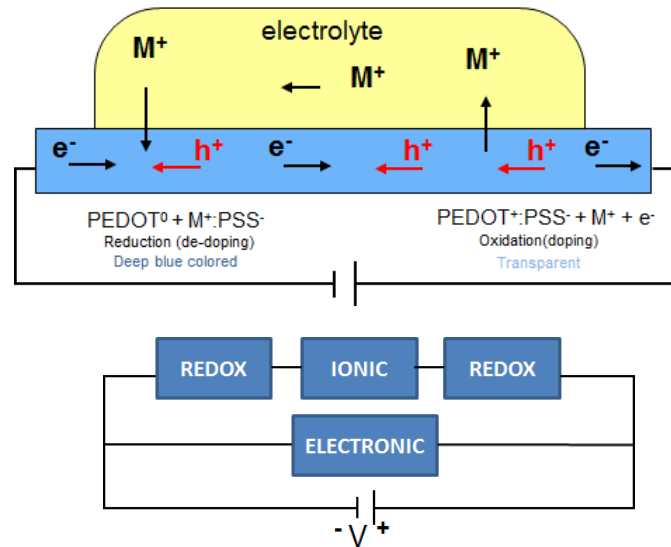 electrolyte
M⁺
M⁺
M⁺
e⁻ h⁺ e⁻ h⁺ h⁺ e⁻
PEDOT⁰ + M⁺:PSS⁻
Reduction (de-doping)
Deep blue colored
PEDOT⁺:PSS⁻ + M⁺ + e⁻
Oxidation(doping)
Transparent
REDOX IONIC REDOX
ELECTRONIC
- V +